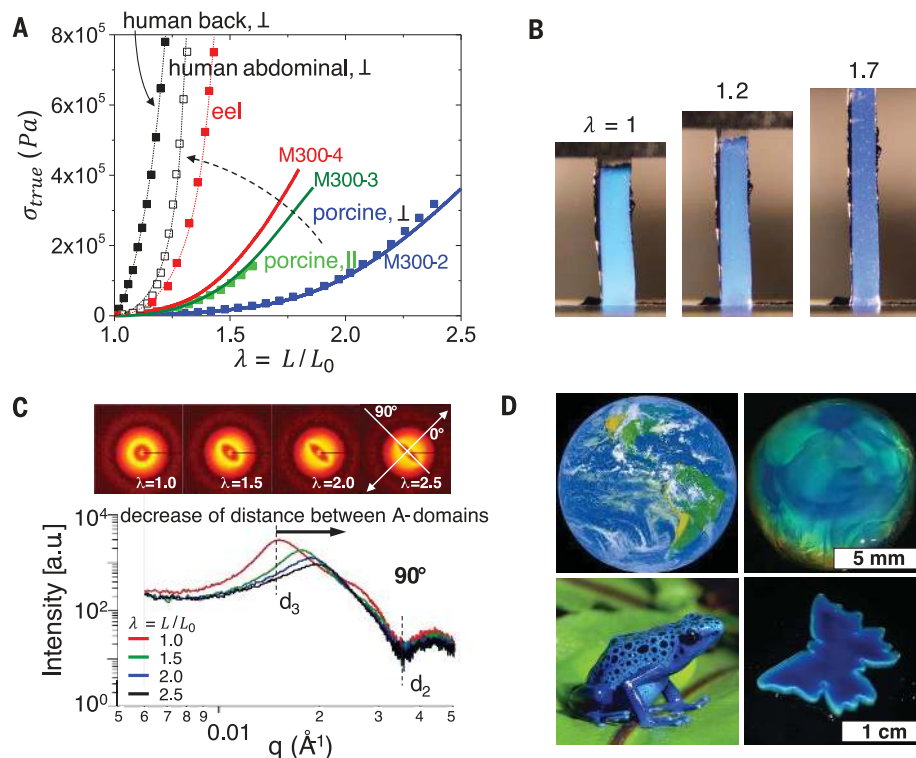 A
human back, ⊥
human abdominal, ⊥
eel
M300-4
M300-3
porcine, ⊥
porcine, ||
M300-2
σtrue (Pa)
8x10⁵
6x10⁵
4x10⁵
2x10⁵
0
1.0 1.5 2.0 2.5
λ = L / L₀
B
λ = 1
1.2
1.7
C
90°
0°
λ=1.0 λ=1.5 λ=2.0 λ=2.5
decrease of distance between A-domains
90°
d₃
d₂
Intensity [a.u]
10⁴
10²
10⁰
λ = L/L₀
1.0
1.5
2.0
2.5
5 6 7 8 9 0.01 2 3 4 5
q (Å⁻¹)
D
5 mm
1 cm